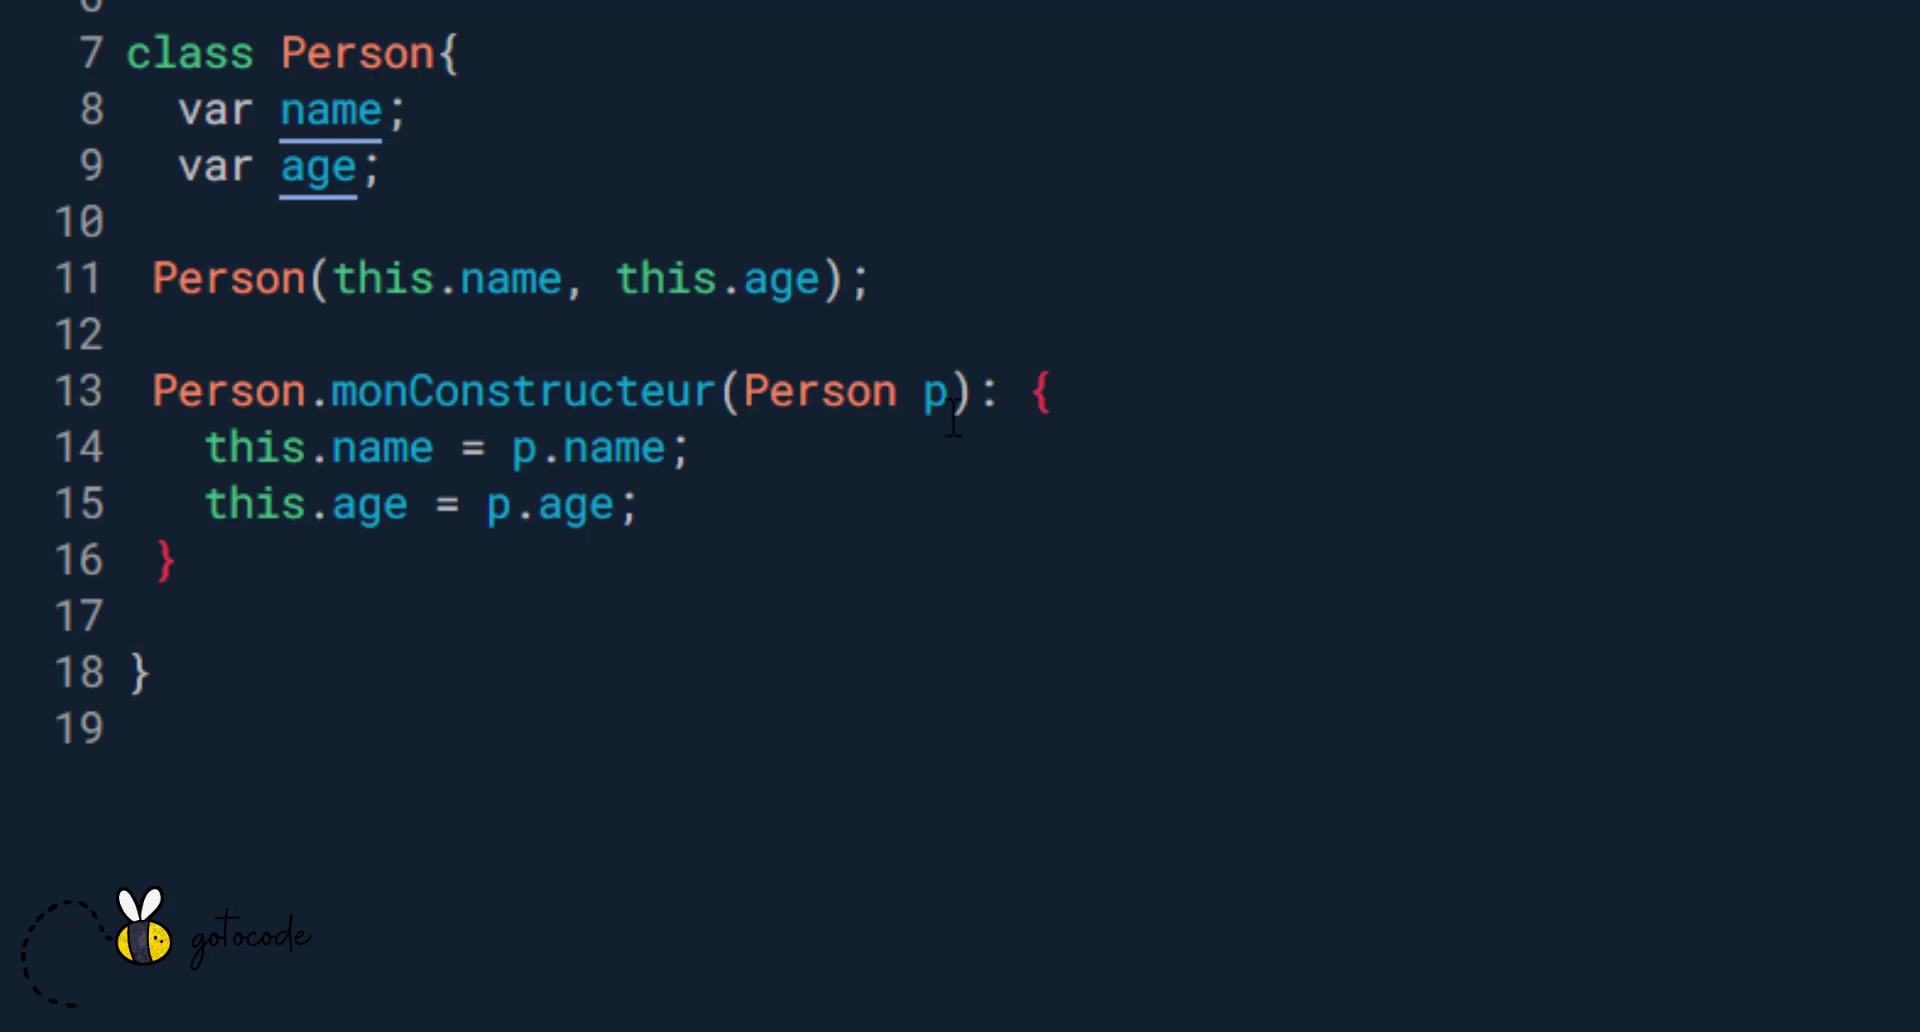 7 class Person{
8 var name;
9 var age;
10
11 Person(this.name, this.age);
12
13 Person.monConstructeur(Person p): {
14 this.name = p.name;
15 this.age = p.age;
16 }
17
18 }
19
gotocode